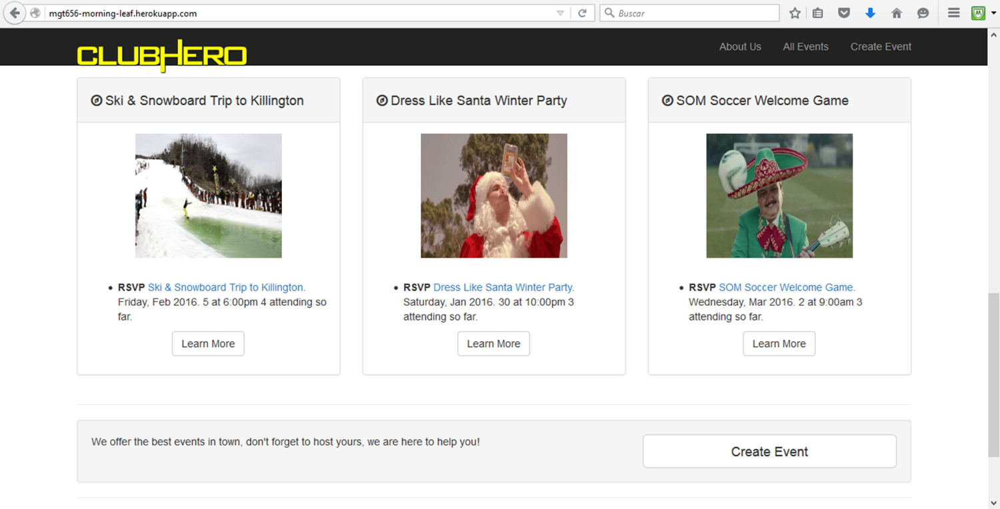 mgt656-morning-leaf.herokuapp.com
Buscar
CLUBHERO
About Us
All Events
Create Event
Ski & Snowboard Trip to Killington
Dress Like Santa Winter Party
SOM Soccer Welcome Game
RSVP Ski & Snowboard Trip to Killington.
Friday, Feb 2016. 5 at 6:00pm 4 attending so
far.
Learn More
RSVP Dress Like Santa Winter Party.
Saturday, Jan 2016. 30 at 10:00pm 3
attending so far.
Learn More
RSVP SOM Soccer Welcome Game.
Wednesday, Mar 2016. 2 at 9:00am 3
attending so far.
Learn More
We offer the best events in town, don't forget to host yours, we are here to help you!
Create Event